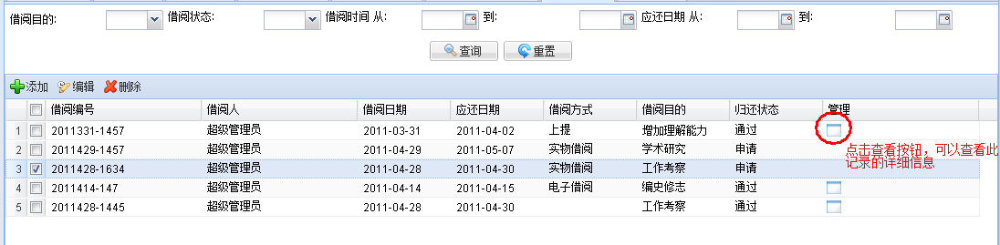 借阅目的: 借阅状态: 借阅时间 从: 到: 应还日期 从: 到:
查询 重置
添加 编辑 删除
借阅编号 借阅人 借阅日期 应还日期 借阅方式 借阅目的 归还状态 管理
1 2011331-1457 超级管理员 2011-03-31 2011-04-02 上提 增加理解能力 通过
2 2011429-1457 超级管理员 2011-04-29 2011-05-07 实物借阅 学术研究 申请
点击查看按钮，可以查看此
记录的详细信息
3 2011428-1634 超级管理员 2011-04-28 2011-04-30 实物借阅 工作考察 申请
4 2011414-147 超级管理员 2011-04-14 2011-04-15 电子借阅 编史修志 通过
5 2011428-1445 超级管理员 2011-04-28 2011-04-30 工作考察 通过